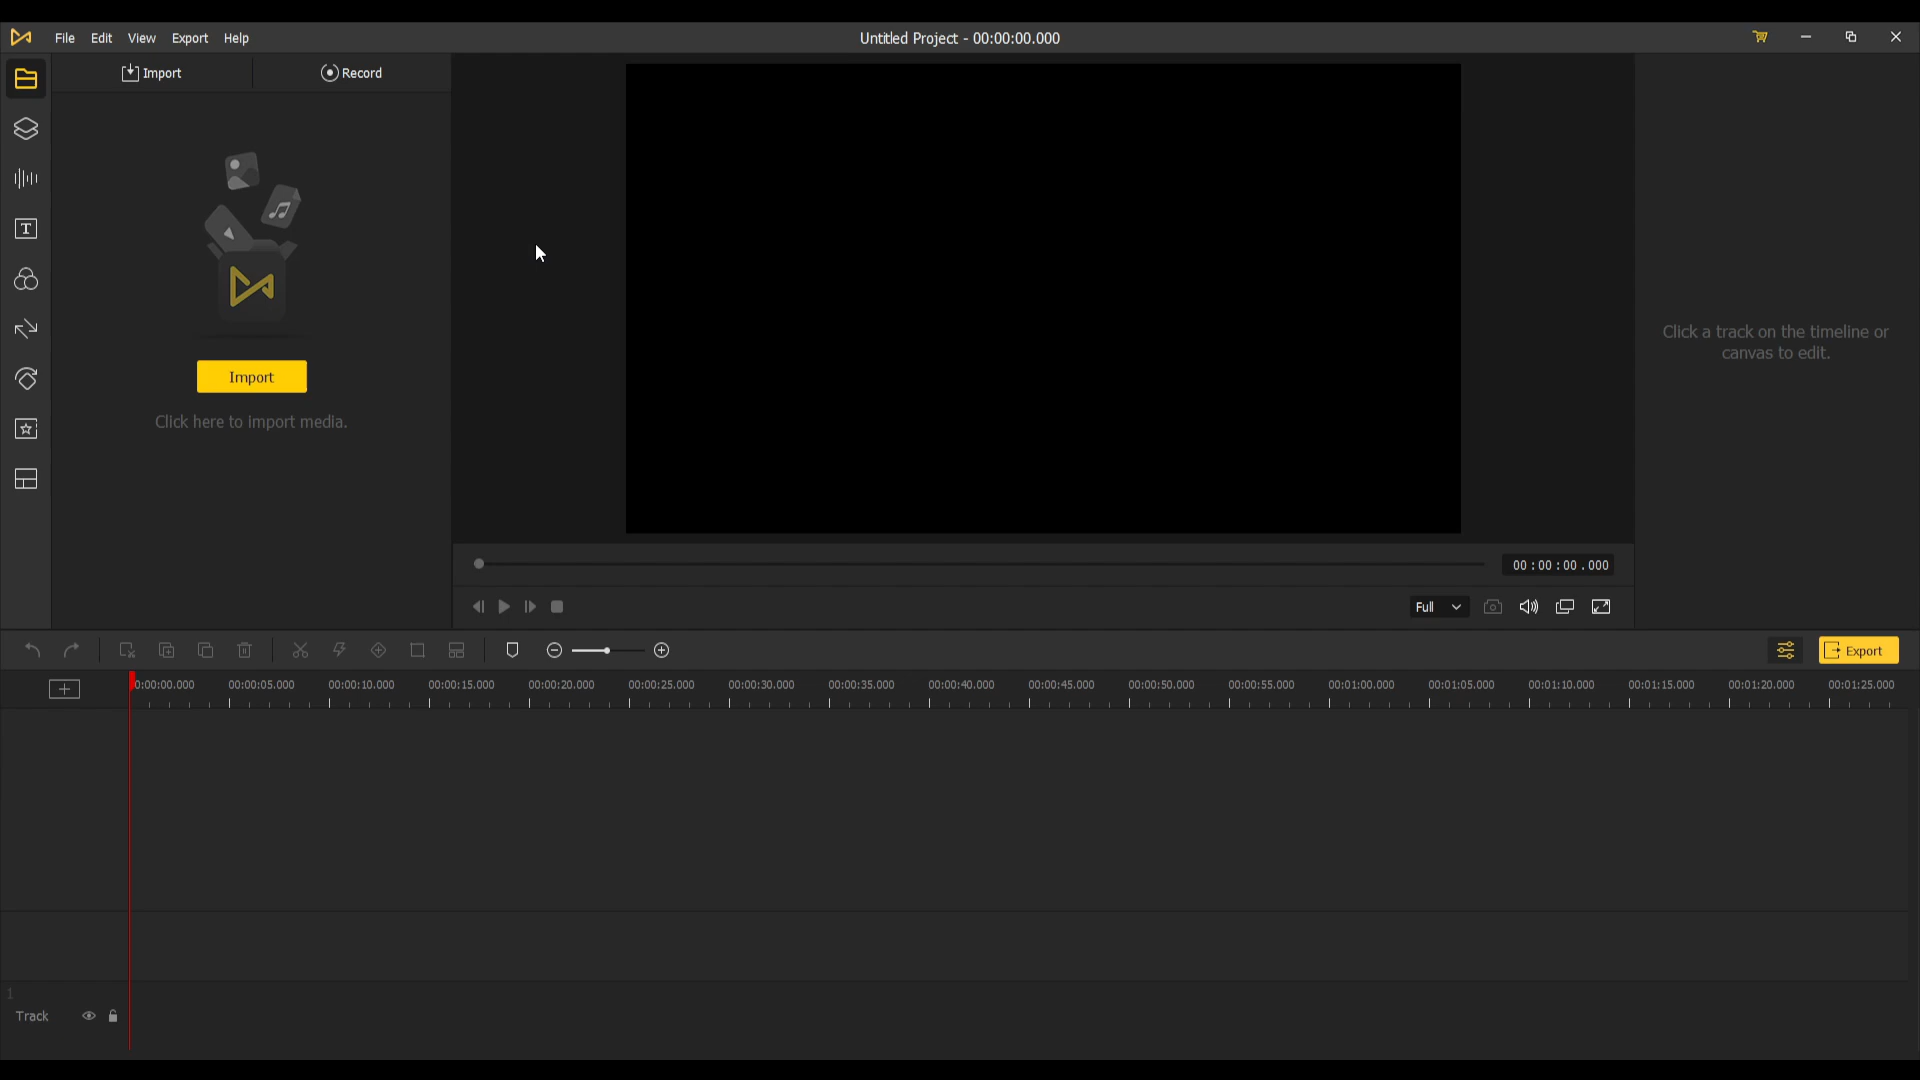 File Edit View Export Help
Untitled Project - 00:00:00.000
Import Record
Import
Click here to import media.
Click a track on the timeline or
canvas to edit.
00:00:00.000
Full
Export
0:00:00.000 00:00:05.000 00:00:10.000 00:00:15.000 00:00:20.000 00:00:25.000 00:00:30.000 00:00:35.000 00:00:40.000 00:00:45.000 00:00:50.000 00:00:55.000 00:01:00.000 00:01:05.000 00:01:10.000 00:01:15.000 00:01:20.000 00:01:25.000
1
Track